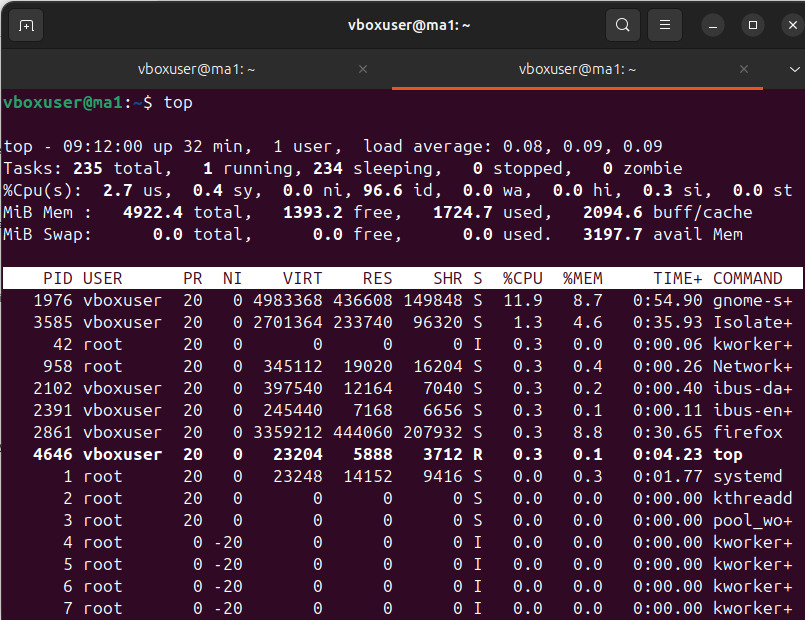 vboxuser@ma1: ~
vboxuser@ma1: ~ vboxuser@ma1: ~
vboxuser@ma1:~$ top
top - 09:12:00 up 32 min,  1 user,  load average: 0.08, 0.09, 0.09
Tasks: 235 total,   1 running, 234 sleeping,   0 stopped,   0 zombie
%Cpu(s):  2.7 us,  0.4 sy,  0.0 ni, 96.6 id,  0.0 wa,  0.0 hi,  0.3 si,  0.0 st
MiB Mem :   4922.4 total,   1393.2 free,   1724.7 used,   2094.6 buff/cache
MiB Swap:      0.0 total,      0.0 free,      0.0 used.   3197.7 avail Mem
PID USER      PR  NI    VIRT    RES    SHR S  %CPU  %MEM     TIME+ COMMAND
1976 vboxuser  20   0 4983368 436608 149848 S  11.9   8.7   0:54.90 gnome-s+
3585 vboxuser  20   0 2701364 233740  96320 S   1.3   4.6   0:35.93 Isolate+
42 root      20   0       0      0      0 I   0.3   0.0   0:00.06 kworker+
958 root      20   0  345112  19020  16204 S   0.3   0.4   0:00.26 Network+
2102 vboxuser  20   0  397540  12164   7040 S   0.3   0.2   0:00.40 ibus-da+
2391 vboxuser  20   0  245440   7168   6656 S   0.3   0.1   0:00.11 ibus-en+
2861 vboxuser  20   0 3359212 444060 207932 S   0.3   8.8   0:30.65 firefox
4646 vboxuser  20   0   23204   5888   3712 R   0.3   0.1   0:04.23 top
1 root      20   0   23248  14152   9416 S   0.0   0.3   0:01.77 systemd
2 root      20   0       0      0      0 S   0.0   0.0   0:00.00 kthreadd
3 root      20   0       0      0      0 S   0.0   0.0   0:00.00 pool_wo+
4 root       0 -20       0      0      0 I   0.0   0.0   0:00.00 kworker+
5 root       0 -20       0      0      0 I   0.0   0.0   0:00.00 kworker+
6 root       0 -20       0      0      0 I   0.0   0.0   0:00.00 kworker+
7 root       0 -20       0      0      0 I   0.0   0.0   0:00.00 kworker+